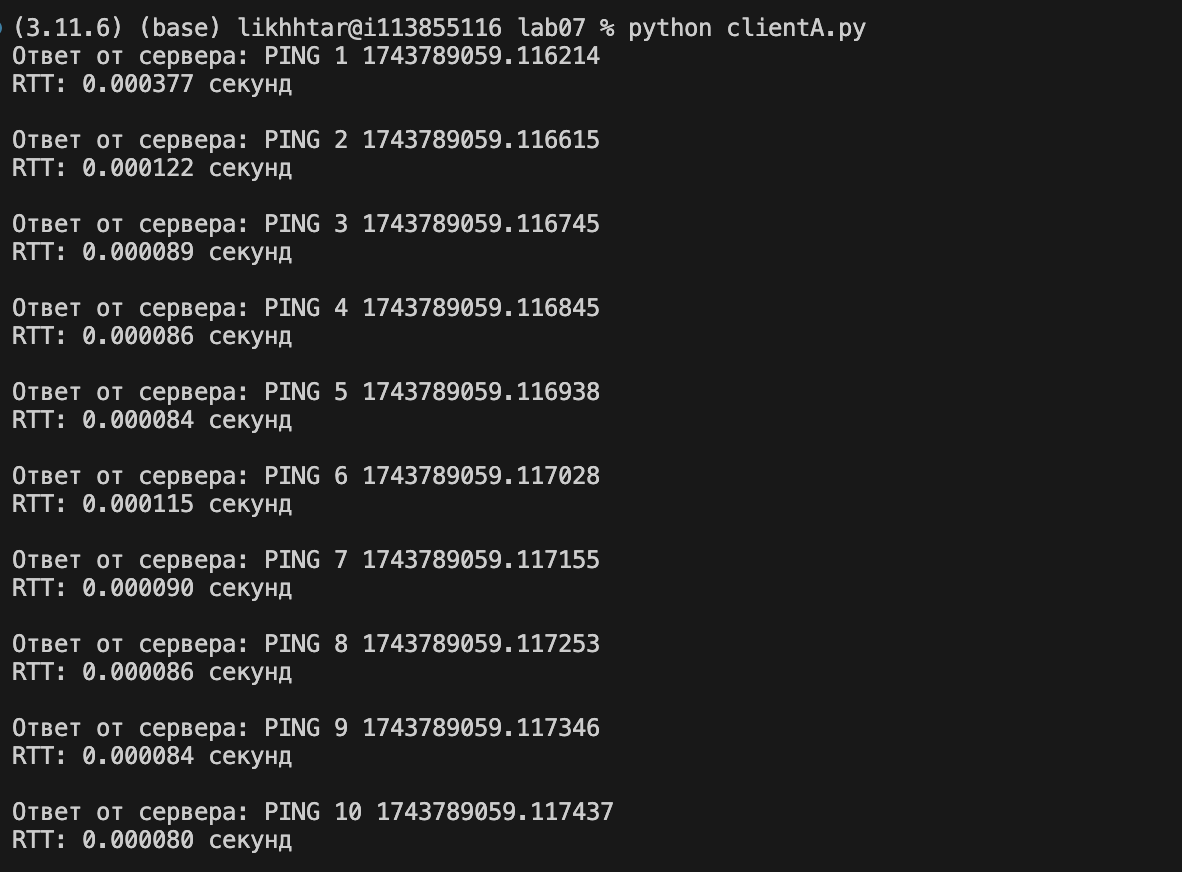 (3.11.6) (base) likhhtar@i113855116 lab07 % python clientA.py
Ответ от сервера: PING 1 1743789059.116214
RTT: 0.000377 секунд
Ответ от сервера: PING 2 1743789059.116615
RTT: 0.000122 секунд
Ответ от сервера: PING 3 1743789059.116745
RTT: 0.000089 секунд
Ответ от сервера: PING 4 1743789059.116845
RTT: 0.000086 секунд
Ответ от сервера: PING 5 1743789059.116938
RTT: 0.000084 секунд
Ответ от сервера: PING 6 1743789059.117028
RTT: 0.000115 секунд
Ответ от сервера: PING 7 1743789059.117155
RTT: 0.000090 секунд
Ответ от сервера: PING 8 1743789059.117253
RTT: 0.000086 секунд
Ответ от сервера: PING 9 1743789059.117346
RTT: 0.000084 секунд
Ответ от сервера: PING 10 1743789059.117437
RTT: 0.000080 секунд